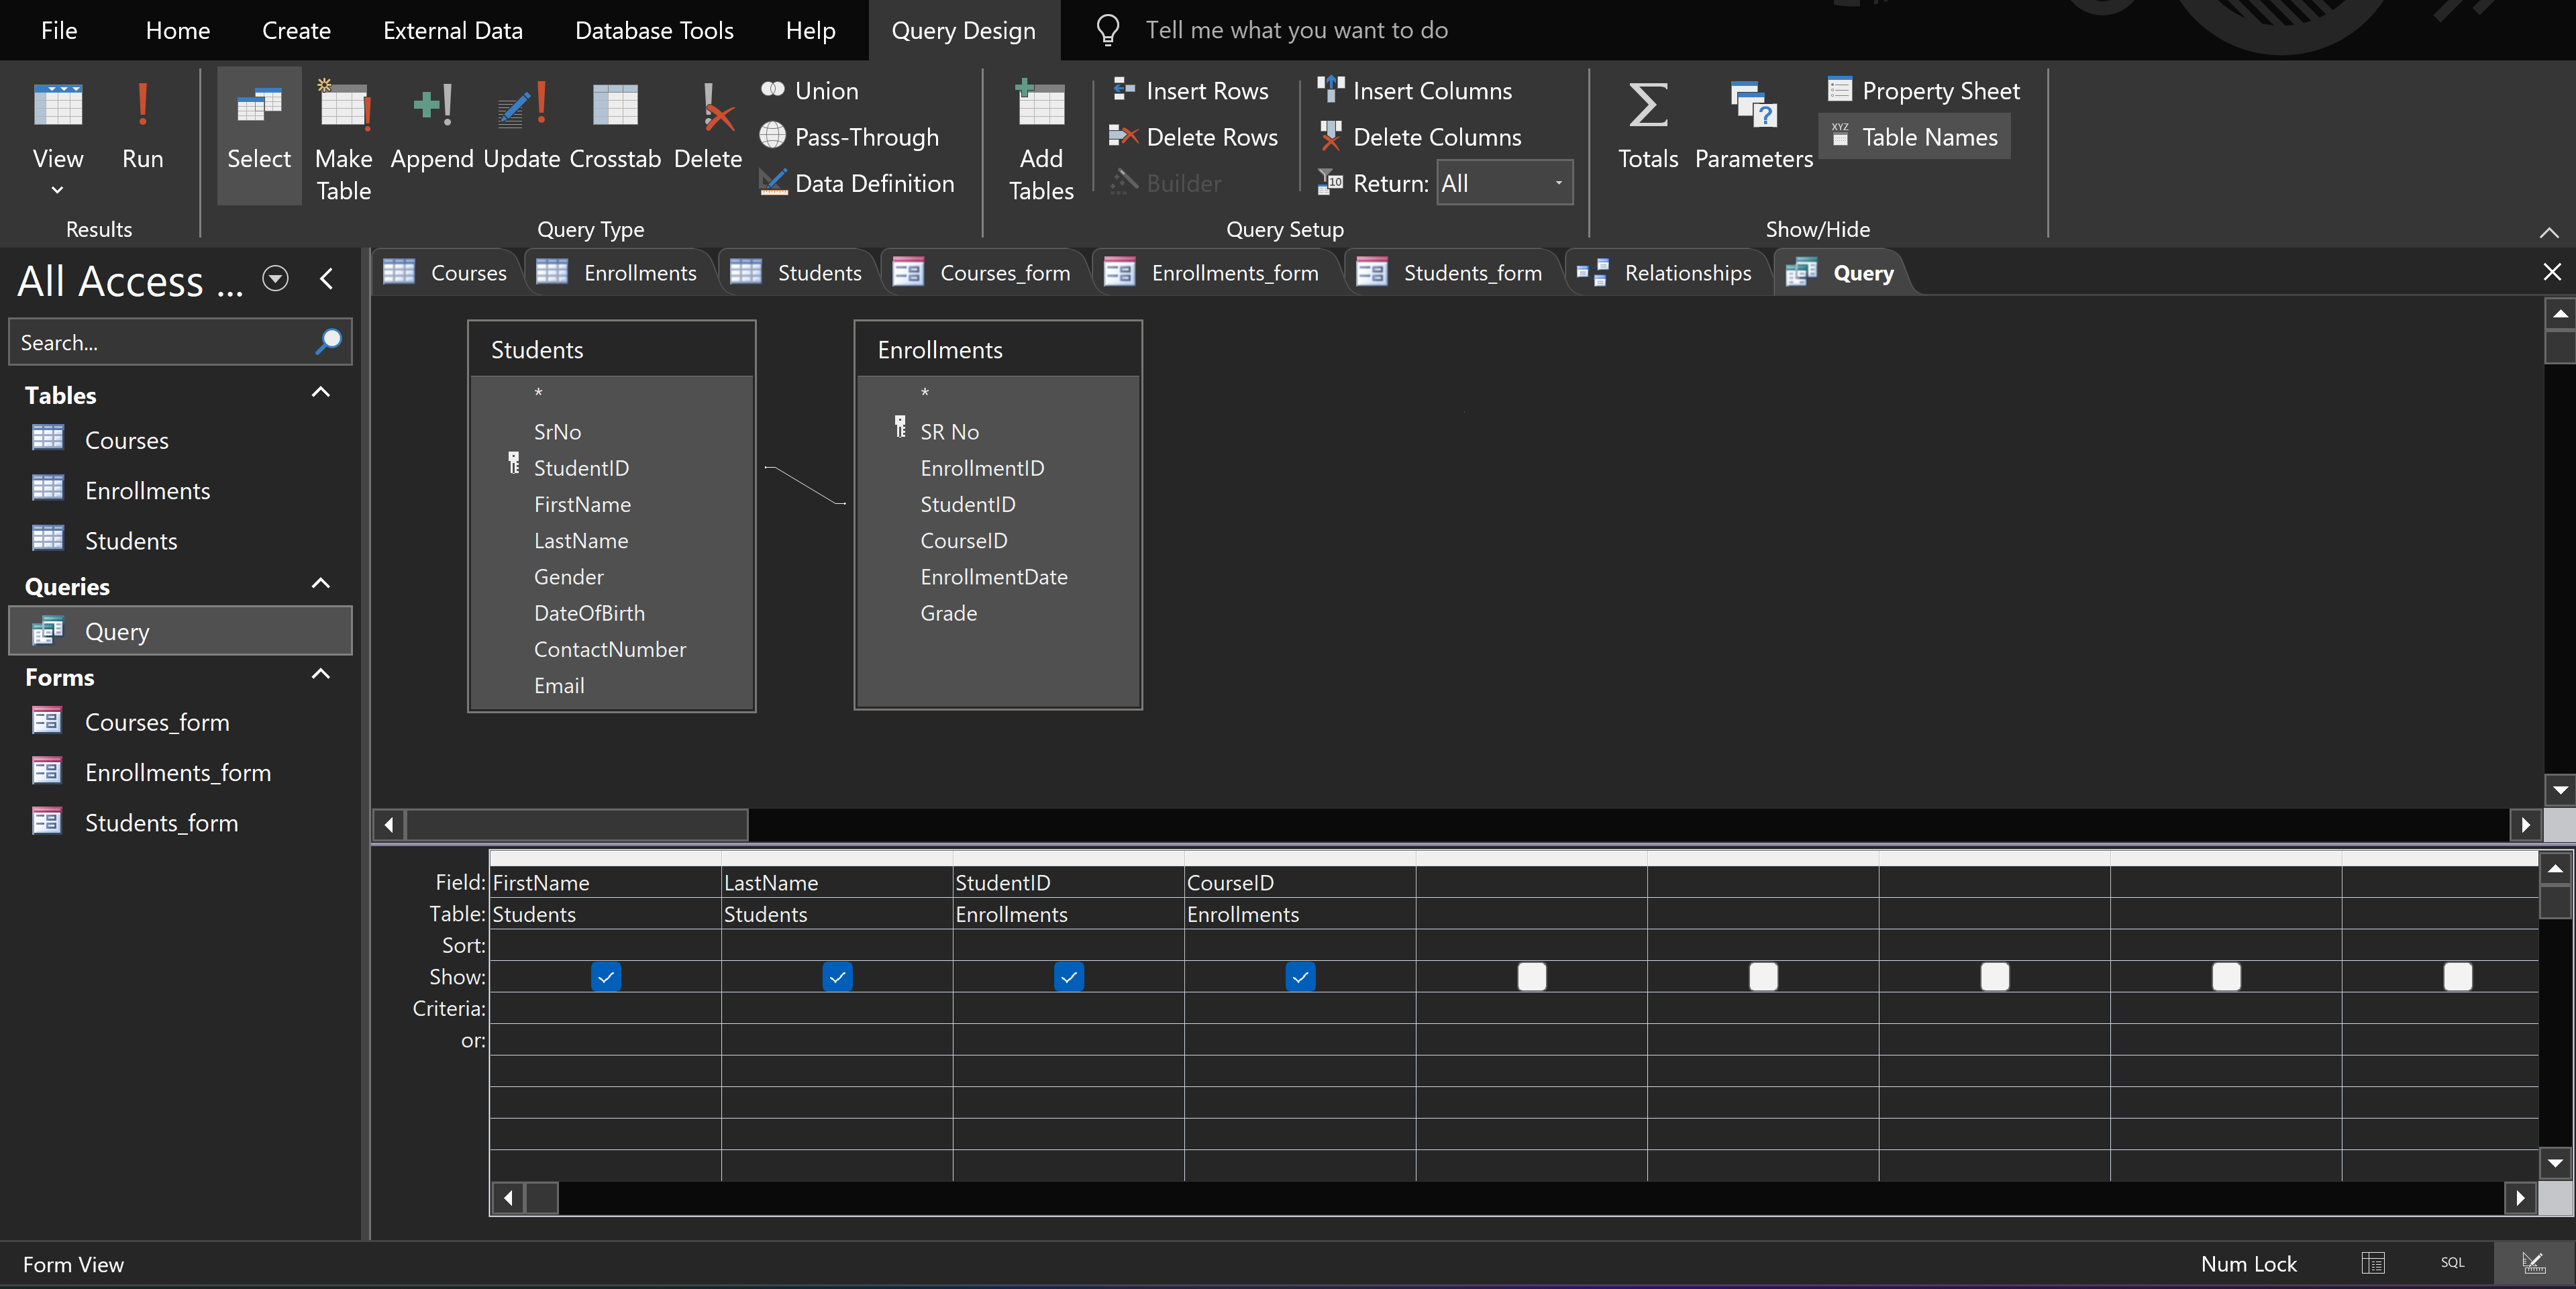 File Home Create External Data Database Tools Help Query Design Tell me what you want to do
View
Run
Results
Select
Make
Table
Append
Update
Crosstab
Delete
Union
Pass-Through
Data Definition
Query Type
Add
Tables
Insert Rows
Delete Rows
Builder
Insert Columns
Delete Columns
Return: All
Query Setup
Totals
Parameters
Property Sheet
XYZ Table Names
Show/Hide
All Access ...
Search...
Tables
Courses
Enrollments
Students
Queries
Query
Forms
Courses_form
Enrollments_form
Students_form
Courses Enrollments Students Courses_form Enrollments_form Students_form Relationships Query
Students
*
SrNo
StudentID
FirstName
LastName
Gender
DateOfBirth
ContactNumber
Email
Enrollments
*
SR No
EnrollmentID
StudentID
CourseID
EnrollmentDate
Grade
Field: FirstName LastName StudentID CourseID
Table: Students Students Enrollments Enrollments
Sort:
Show:
Criteria:
or:
Form View Num Lock SQL